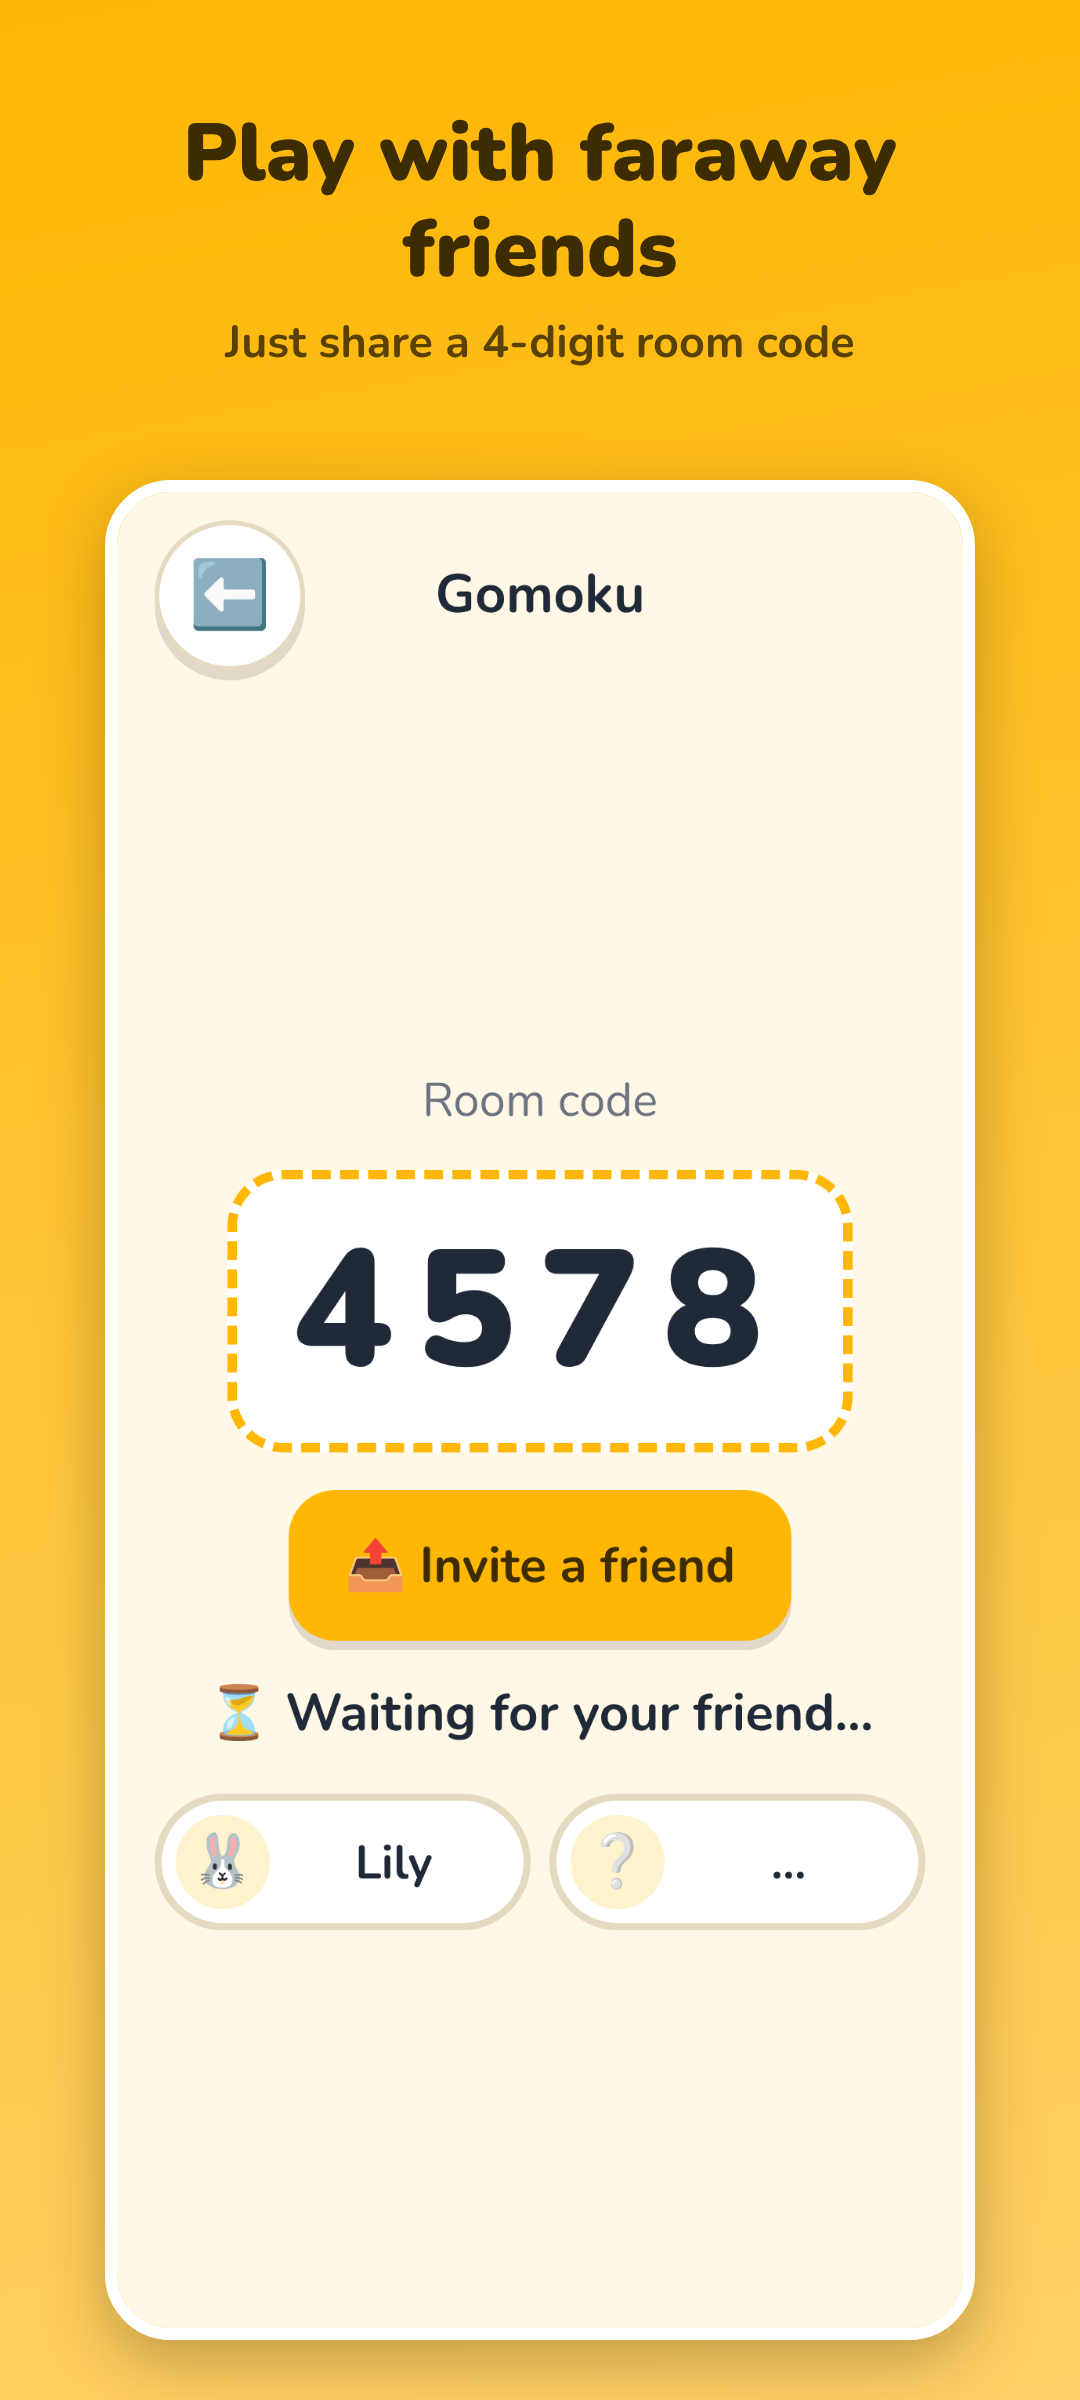 Play with faraway
friends
Just share a 4-digit room code
Gomoku
Room code
4578
Invite a friend
Waiting for your friend...
Lily
...